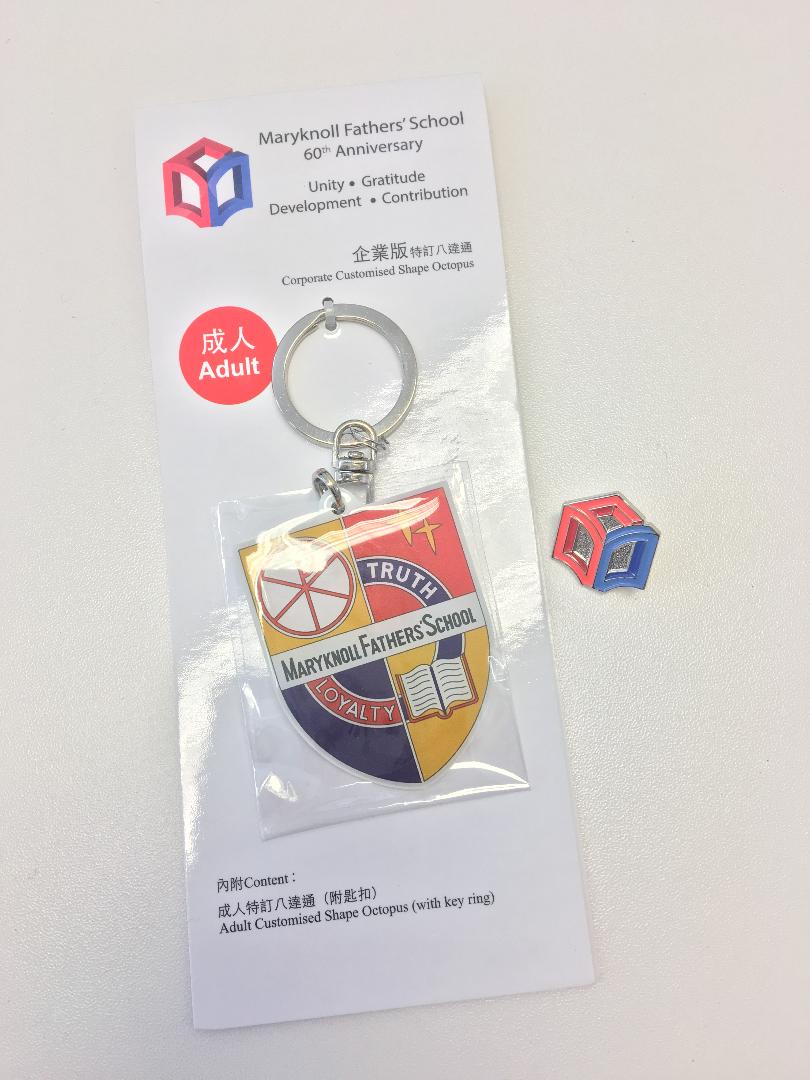 Maryknoll Fathers' School
60th Anniversary
Unity • Gratitude
Development • Contribution
企業版特訂八達通
Corporate Customised Shape Octopus
成人
Adult
TRUTH
MARYKNOLL FATHERS' SCHOOL
LOYALTY
內附Content：
成人特訂八達通（附匙扣）
Adult Customised Shape Octopus (with key ring)